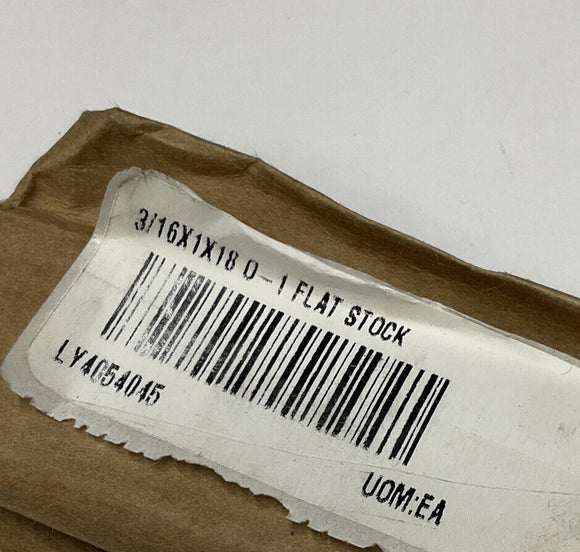 3/16X1X18 O-1 FLAT STOCK
LY4054045
UOM:EA